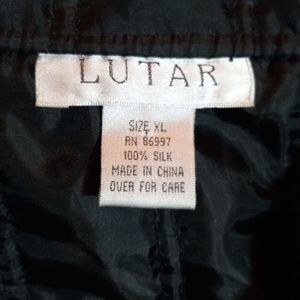 LUTAR
SIZE XL
RN 86997
100% SILK
MADE IN CHINA
OVER FOR CARE